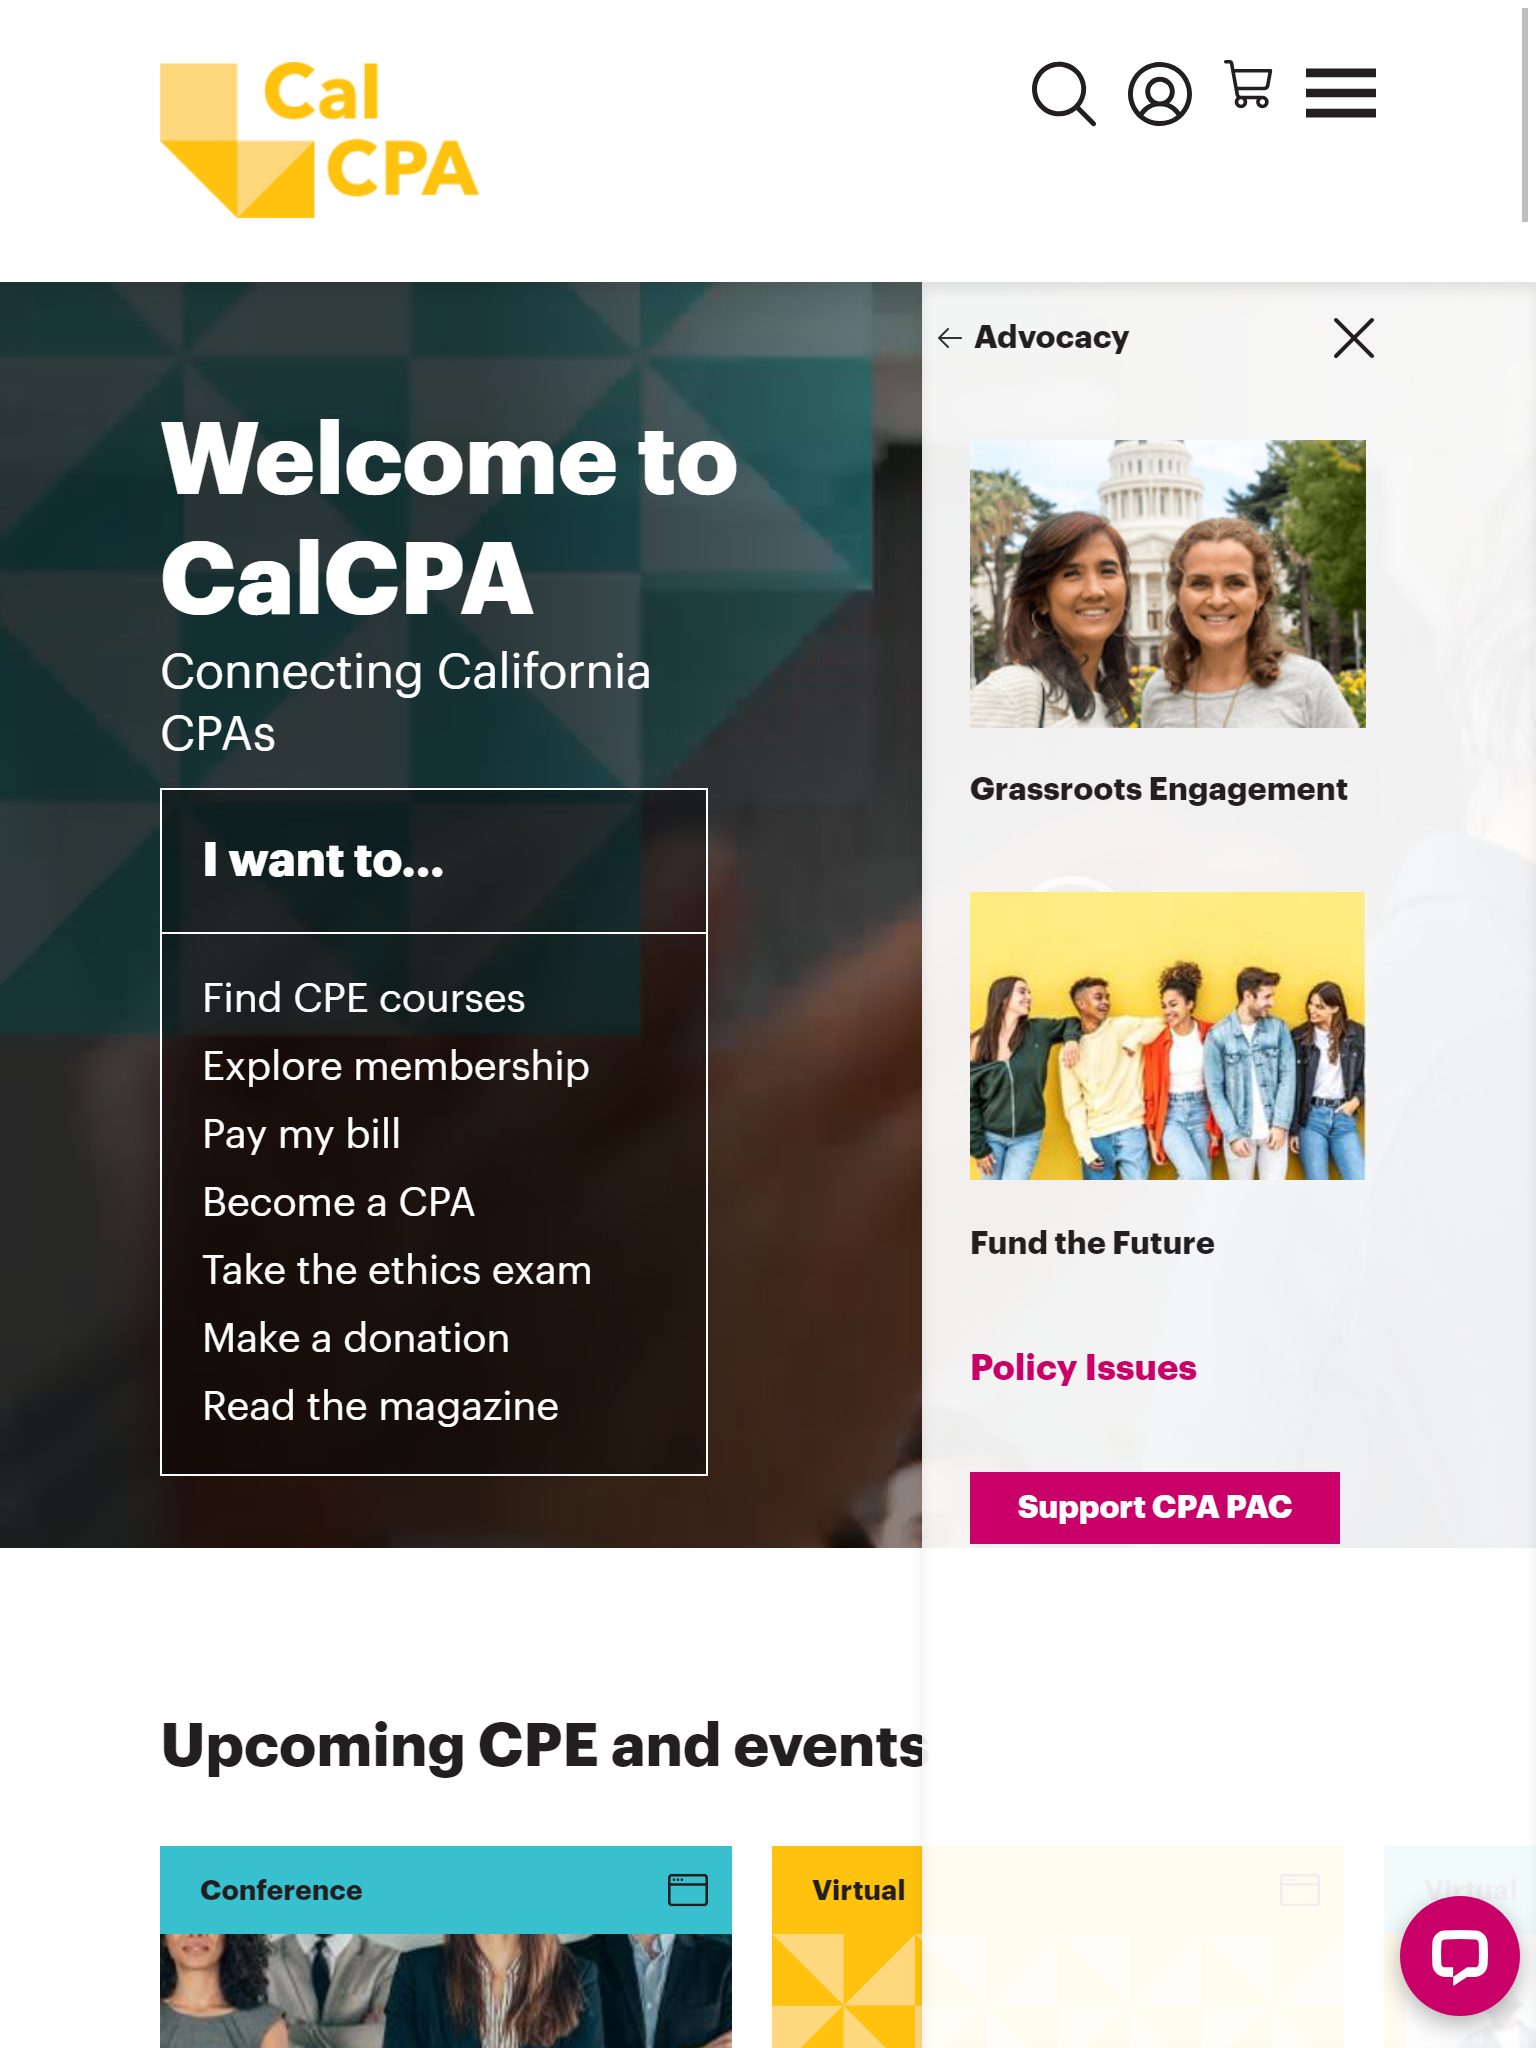 Cal
CPA
Advocacy
Welcome to
CalCPA
Connecting California
CPAs
I want to...
Find CPE courses
Explore membership
Pay my bill
Become a CPA
Take the ethics exam
Make a donation
Read the magazine
Grassroots Engagement
Fund the Future
Policy Issues
Support CPA PAC
Upcoming CPE and events
Conference
Virtual
Virtual